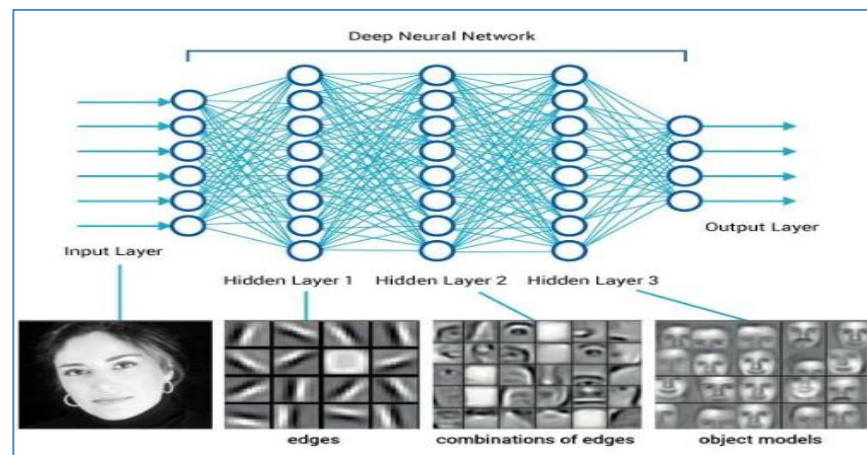 Deep Neural Network
Input Layer
Output Layer
Hidden Layer 1 Hidden Layer 2 Hidden Layer 3
edges
combinations of edges
object models